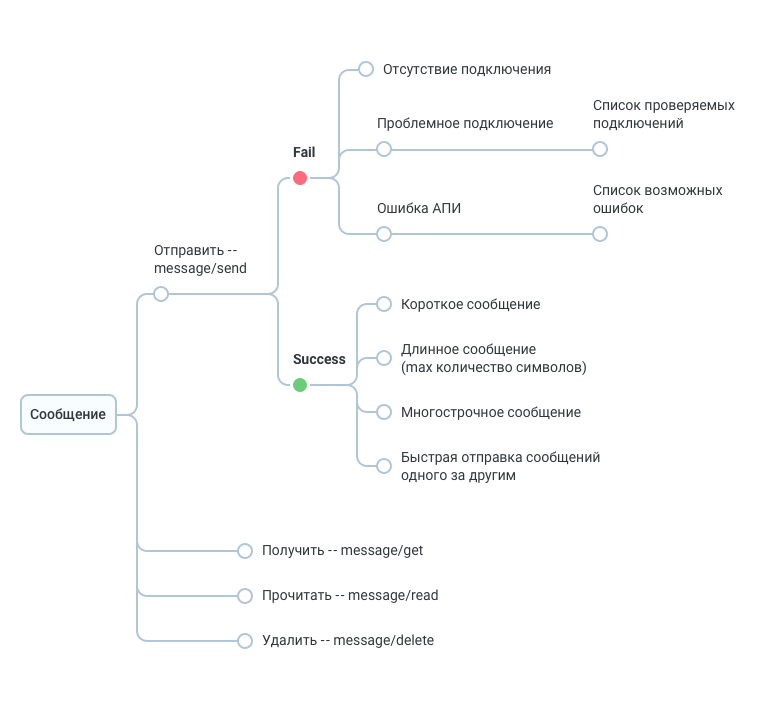 Отсутствие подключения
Список проверяемых
подключений
Проблемное подключение
Fail
Список возможных
ошибок
Ошибка АПИ
Отправить --
message/send
Короткое сообщение
Длинное сообщение
(max количество символов)
Success
Многострочное сообщение
Сообщение
Быстрая отправка сообщений
одного за другим
Получить -- message/get
Прочитать -- message/read
Удалить -- message/delete